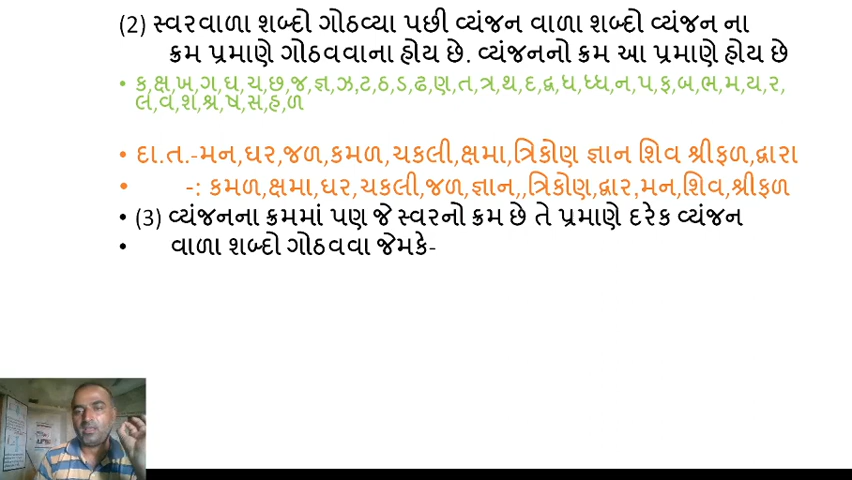 (2) સ્વરવાળા શબ્દો ગોઠવ્યા પછી વ્યંજન વાળા શબ્દો વ્યંજન ના
ક્રમ પ્રમાણે ગોઠવવાના હોય છે. વ્યંજનનો ક્રમ આ પ્રમાણે હોય છે
• ક,ક્ષ,ખ,ગ,ઘ,ચ,છ,જ,જ્ઞ,ઝ,ટ,ઠ,ડ,ઢ,ણ,ત,ત્ર,થ,દ,દ્વ,ધ,ધ્ધ,ન,પ,ફ,બ,ભ,મ,ય,ર,
લ,વ,શ,શ્ર,ષ,સ,હ,ળ
• દા.ત.-મન,ઘર,જળ,કમળ,ચકલી,ક્ષમા,ત્રિકોણ જ્ઞાન શિવ શ્રીફળ,દ્વારા
• -: કમળ,ક્ષમા,ઘર,ચકલી,જળ,જ્ઞાન,,ત્રિકોણ,દ્વાર,મન,શિવ,શ્રીફળ
• (3) વ્યંજનના ક્રમમાં પણ જે સ્વરનો ક્રમ છે તે પ્રમાણે દરેક વ્યંજન
• વાળા શબ્દો ગોઠવવા જેમકે-